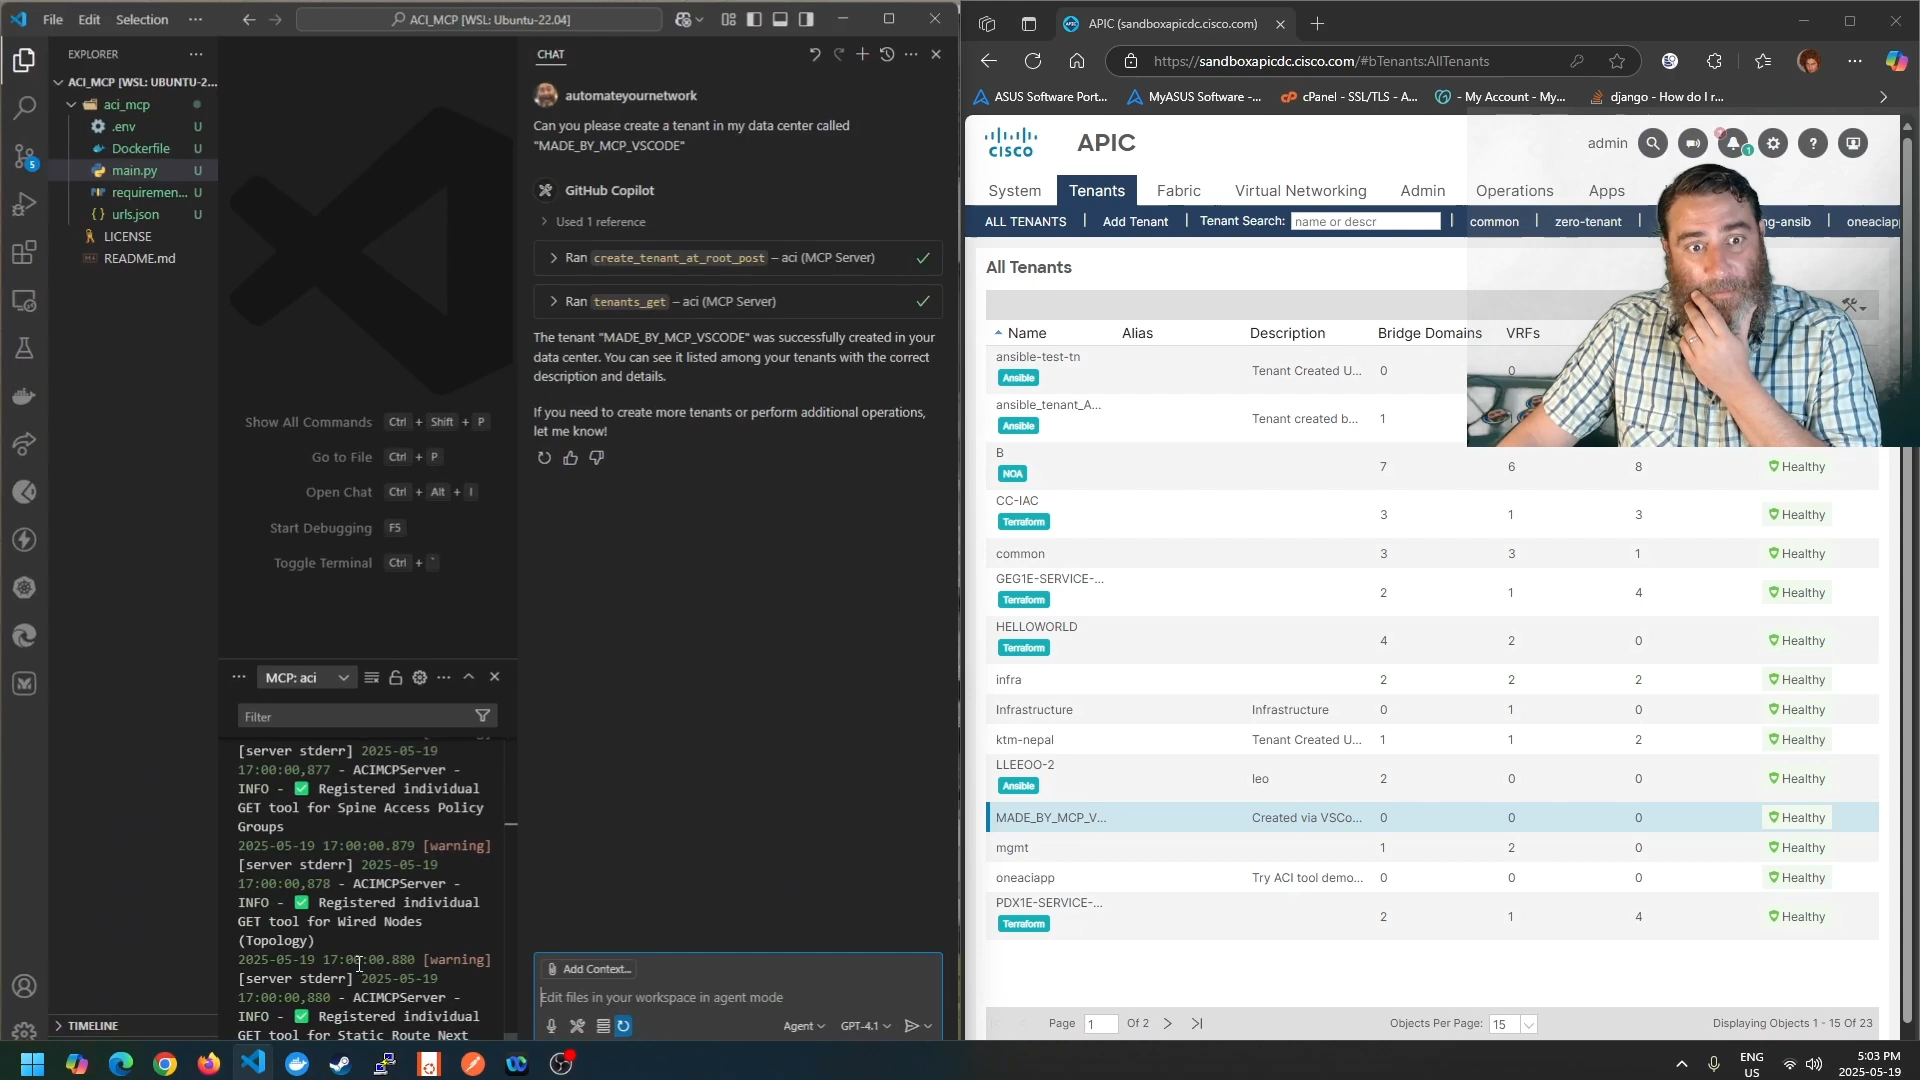 File Edit Selection ···
ACI_MCP [WSL: Ubuntu-22.04]
EXPLORER
ACI_MCP [WSL: UBUNTU-2...
aci_mcp
.env U
Dockerfile U
main.py U
requiremen... U
urls.json U
LICENSE
README.md
TIMELINE
5
Show All Commands Ctrl + Shift + P
Go to File Ctrl + P
Open Chat Ctrl + Alt + I
Start Debugging F5
Toggle Terminal Ctrl + `
MCP: aci
Filter
[server stderr] 2025-05-19
17:00:00,877 - ACIMCPServer -
INFO - ✅ Registered individual
GET tool for Spine Access Policy
Groups
2025-05-19 17:00:00.879 [warning]
[server stderr] 2025-05-19
17:00:00,878 - ACIMCPServer -
INFO - ✅ Registered individual
GET tool for Wired Nodes
(Topology)
2025-05-19 17:00:00.880 [warning]
[server stderr] 2025-05-19
17:00:00,880 - ACIMCPServer -
INFO - ✅ Registered individual
GET tool for Static Route Next
CHAT
automateyournetwork
Can you please create a tenant in my data center called
"MADE_BY_MCP_VSCODE"
GitHub Copilot
Used 1 reference
Ran create_tenant_at_root_post – aci (MCP Server)
Ran tenants_get – aci (MCP Server)
The tenant "MADE_BY_MCP_VSCODE" was successfully created in your
data center. You can see it listed among your tenants with the correct
description and details.
If you need to create more tenants or perform additional operations,
let me know!
Add Context...
Edit files in your workspace in agent mode
Agent GPT-4.1
APIC (sandboxapicdc.cisco.com)
https://sandboxapicdc.cisco.com/#bTenants:AllTenants
ASUS Software Port... MyASUS Software -... cPanel - SSL/TLS - A... - My Account - My... django - How do I r...
CISCO APIC admin 1
System Tenants Fabric Virtual Networking Admin Operations Apps
ALL TENANTS | Add Tenant | Tenant Search: name or descr | common | zero-tenant | ng-ansib | oneaciapp
All Tenants
Name Alias Description Bridge Domains VRFs
ansible-test-tn
Ansible
Tenant Created U... 0 0
ansible_tenant_A...
Ansible
Tenant created b... 1
B
NOA
7 6 8 Healthy
CC-IAC
Terraform
3 1 3 Healthy
common 3 3 1 Healthy
GEG1E-SERVICE-...
Terraform
2 1 4 Healthy
HELLOWORLD
Terraform
4 2 0 Healthy
infra 2 2 2 Healthy
Infrastructure Infrastructure 0 1 0 Healthy
ktm-nepal Tenant Created U... 1 1 2 Healthy
LLEEOO-2
Ansible
leo 2 0 0 Healthy
MADE_BY_MCP_V... Created via VSCo... 0 0 0 Healthy
mgmt 1 2 0 Healthy
oneaciapp Try ACI tool demo... 0 0 0 Healthy
PDX1E-SERVICE-...
Terraform
2 1 4 Healthy
Page 1 Of 2 Objects Per Page: 15 Displaying Objects 1 - 15 Of 23
ENG
US
5:03 PM
2025-05-19